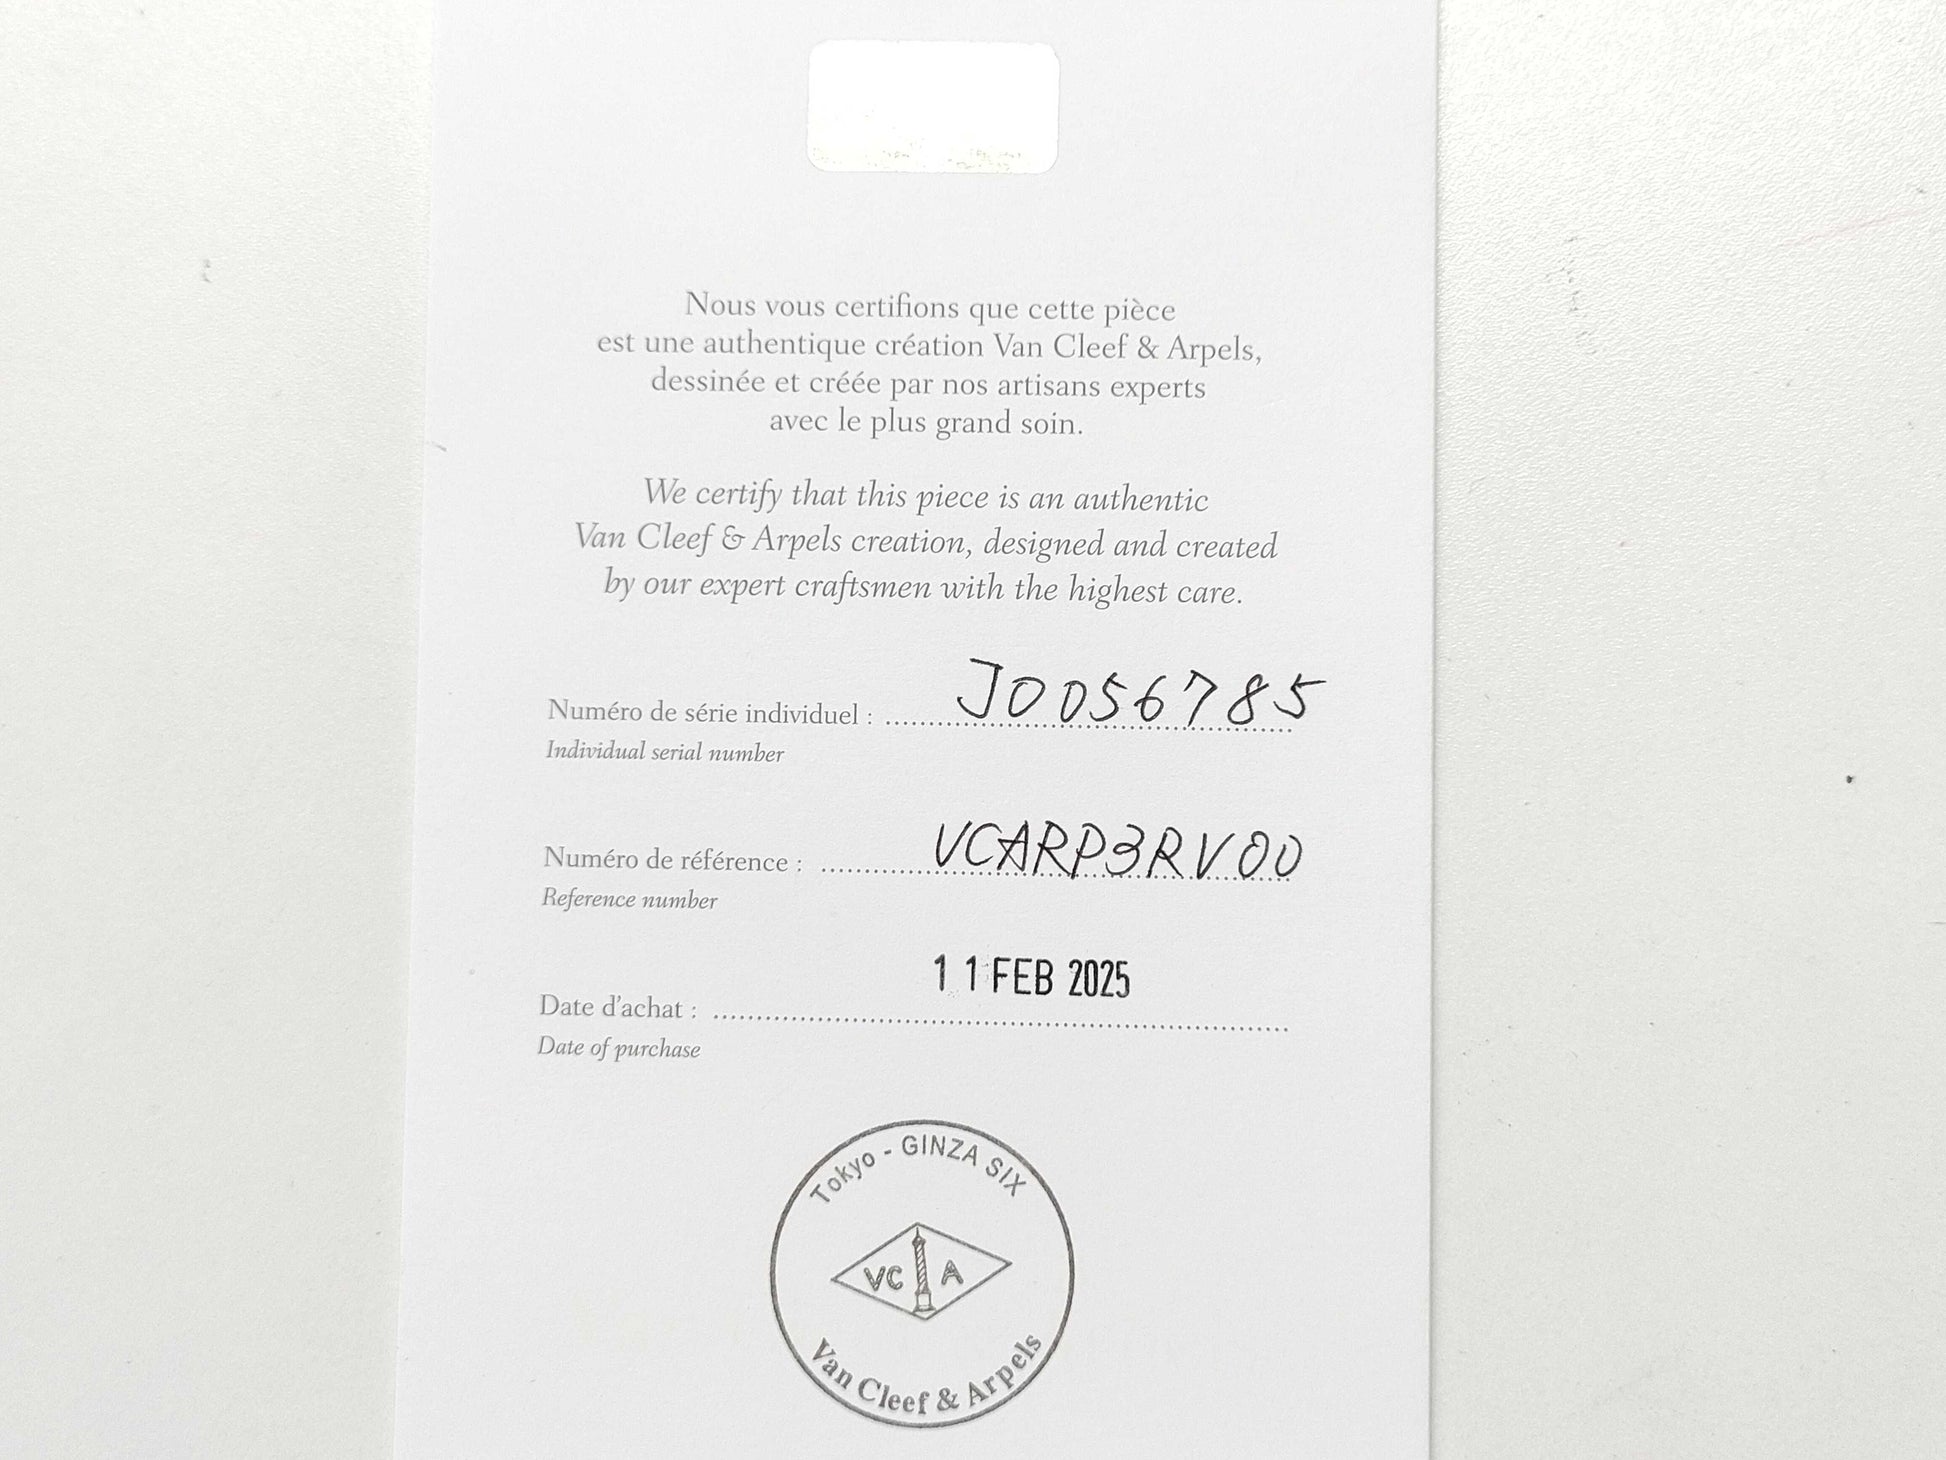 Nous vous certifions que cette pièce
est une authentique création Van Cleef & Arpels,
dessinée et créée par nos artisans experts
avec le plus grand soin.
We certify that this piece is an authentic
Van Cleef & Arpels creation, designed and created
by our expert craftsmen with the highest care.
Numéro de série individuel : J0056785
Individual serial number
Numéro de référence : VCARP3RV00
Reference number
11 FEB 2025
Date d'achat :
Date of purchase
Tokyo - GINZA SIX
VC A
Van Cleef & Arpels